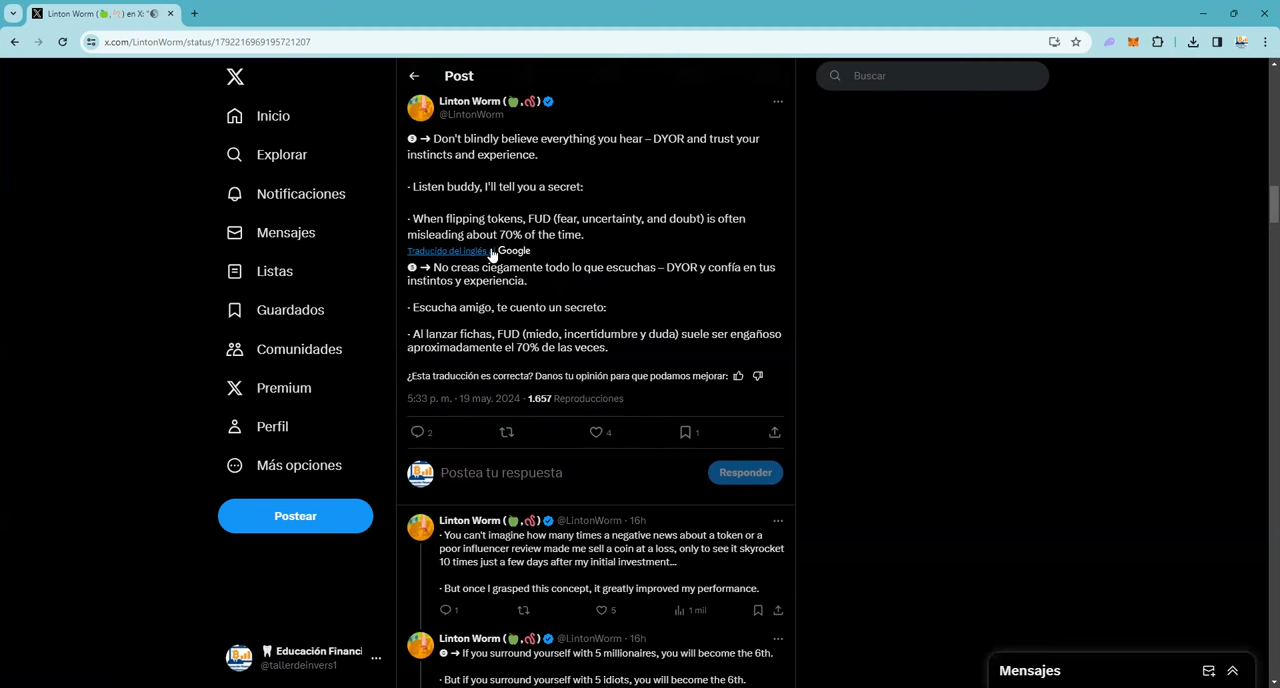 Linton Worm (🍏,🪱) en X: "❺
x.com/LintonWorm/status/1792216969195721207
Inicio
Explorar
Notificaciones
Mensajes
Listas
Guardados
Comunidades
Premium
Perfil
Más opciones
Postear
Educación Financi
@tallerdeinvers1
Post
Linton Worm (🍏,🪱)
@LintonWorm
❺ → Don't blindly believe everything you hear – DYOR and trust your
instincts and experience.
· Listen buddy, I'll tell you a secret:
· When flipping tokens, FUD (fear, uncertainty, and doubt) is often
misleading about 70% of the time.
Traducido del inglés Google
❺ → No creas ciegamente todo lo que escuchas – DYOR y confía en tus
instintos y experiencia.
· Escucha amigo, te cuento un secreto:
· Al lanzar fichas, FUD (miedo, incertidumbre y duda) suele ser engañoso
aproximadamente el 70% de las veces.
¿Esta traducción es correcta? Danos tu opinión para que podamos mejorar:
5:33 p. m. · 19 may. 2024 · 1.657 Reproducciones
2 4 1
Postea tu respuesta
Responder
Linton Worm (🍏,🪱) @LintonWorm · 16h
· You can't imagine how many times a negative news about a token or a
poor influencer review made me sell a coin at a loss, only to see it skyrocket
10 times just a few days after my initial investment...
· But once I grasped this concept, it greatly improved my performance.
1 5 1 mil
Linton Worm (🍏,🪱) @LintonWorm · 16h
❻ → If you surround yourself with 5 millionaires, you will become the 6th.
· But if you surround yourself with 5 idiots, you will become the 6th.
Buscar
Mensajes